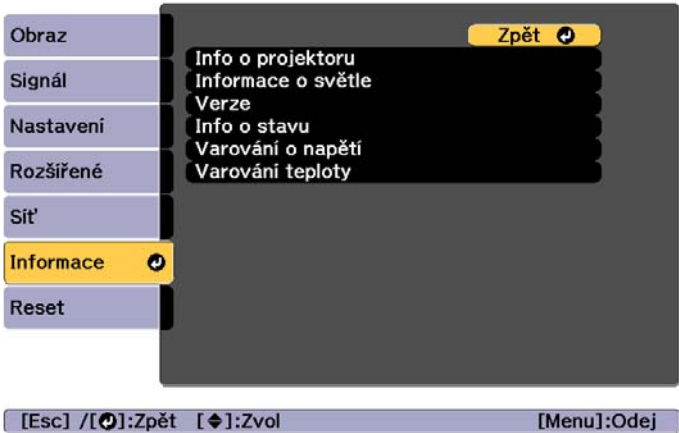 Obraz
Signál
Nastavení
Rozšířené
Síť
Informace
Reset
Zpět
Info o projektoru
Informace o světle
Verze
Info o stavu
Varování o napětí
Varování teploty
[Esc] /[↵]:Zpět [◆]:Zvol [Menu]:Odej